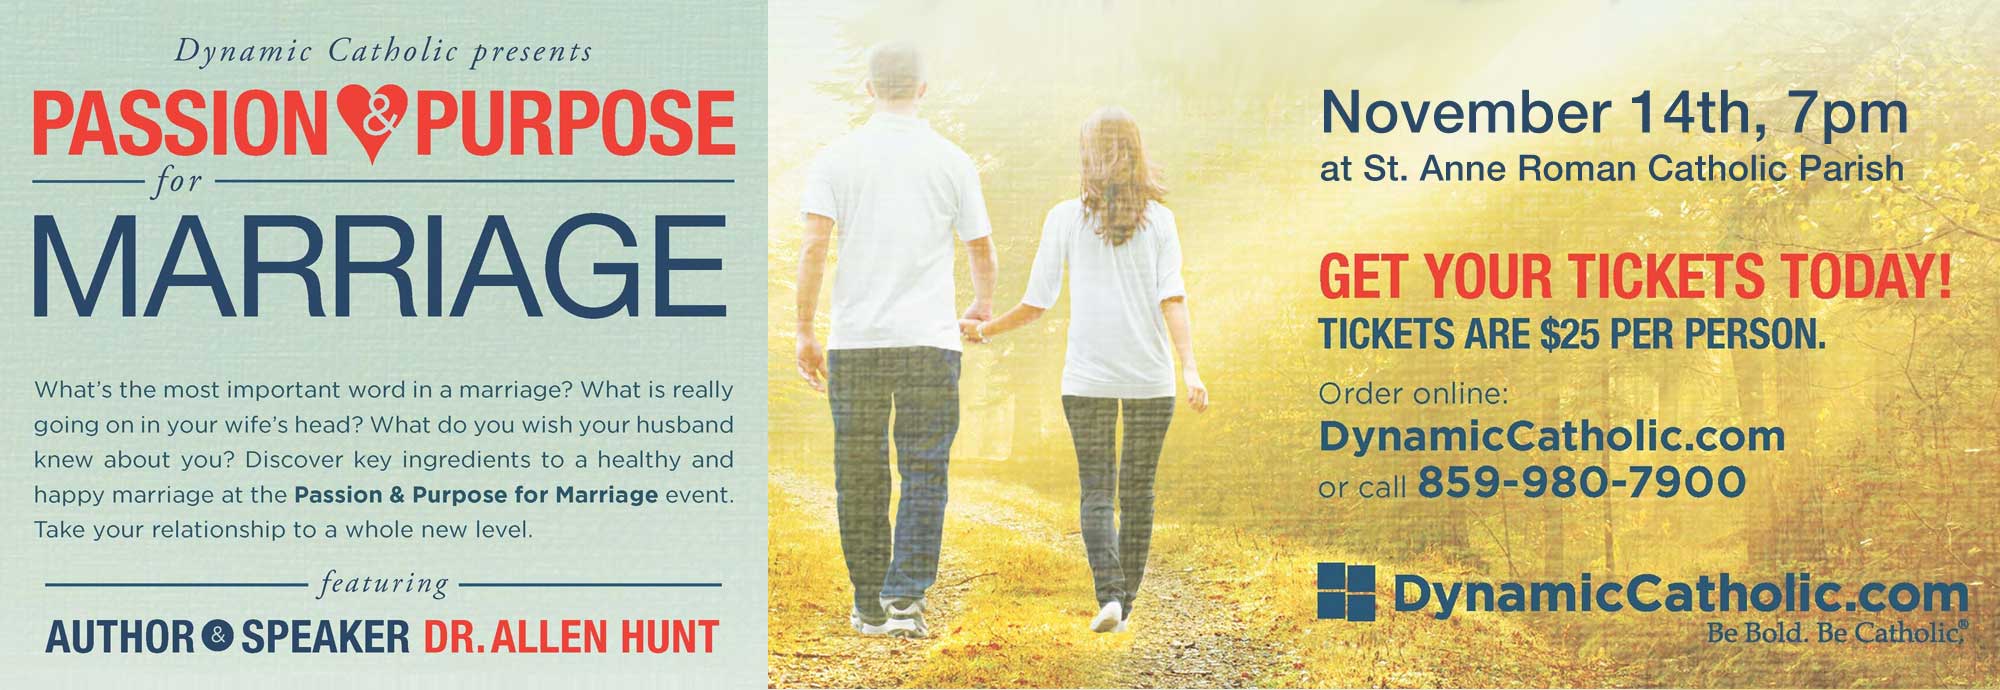 Dynamic Catholic presents
PASSION & PURPOSE
for
MARRIAGE
What's the most important word in a marriage? What is really
going on in your wife's head? What do you wish your husband
knew about you? Discover key ingredients to a healthy and
happy marriage at the Passion & Purpose for Marriage event.
Take your relationship to a whole new level.
featuring
AUTHOR & SPEAKER DR. ALLEN HUNT
November 14th, 7pm
at St. Anne Roman Catholic Parish
GET YOUR TICKETS TODAY!
TICKETS ARE $25 PER PERSON.
Order online:
DynamicCatholic.com
or call 859-980-7900
DynamicCatholic.com
Be Bold. Be Catholic.®